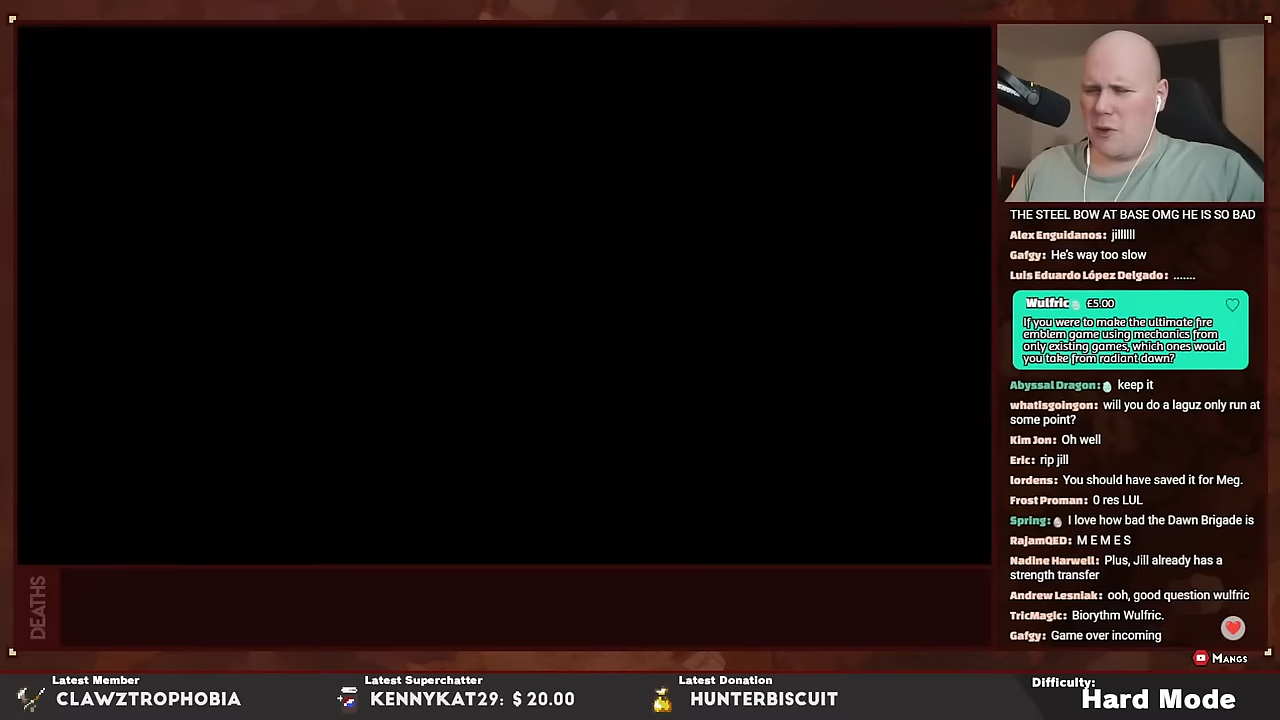 THE STEEL BOW AT BASE OMG HE IS SO BAD
Alex Enguidanos: jillllll
Gafgy: He's way too slow
Luis Eduardo López Delgado: .......
Wulfric £5.00
If you were to make the ultimate fire
emblem game using mechanics from
only existing games, which ones would
you take from radiant dawn?
Abyssal Dragon: keep it
whatisgoingon: will you do a laguz only run at
some point?
Kim Jon: Oh well
Eric: rip jill
lordens: You should have saved it for Meg.
Frost Proman: 0 res LUL
Spring: I love how bad the Dawn Brigade is
RajamQED: M E M E S
Nadine Harwell: Plus, Jill already has a
strength transfer
Andrew Lesniak: ooh, good question wulfric
TricMagic: Biorythm Wulfric.
Gafgy: Game over incoming
DEATHS
MANGS
Latest Member
CLAWZTROPHOBIA
Latest Superchatter
KENNYKAT29: $20.00
Latest Donation
HUNTERBISCUIT
Difficulty:
Hard Mode